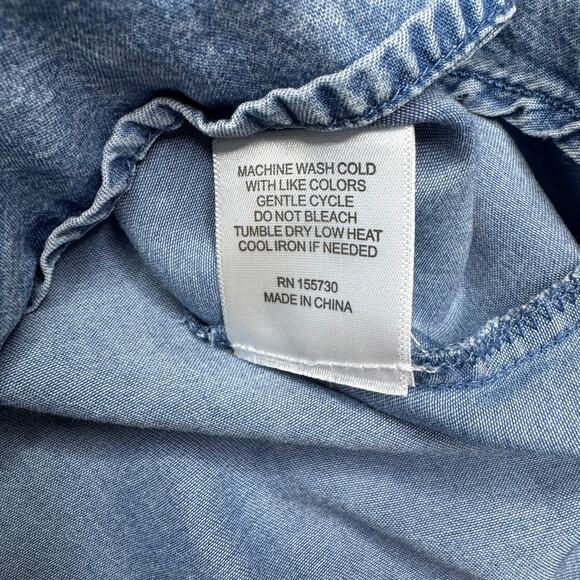 MACHINE WASH COLD
WITH LIKE COLORS
GENTLE CYCLE
DO NOT BLEACH
TUMBLE DRY LOW HEAT
COOL IRON IF NEEDED
RN 155730
MADE IN CHINA